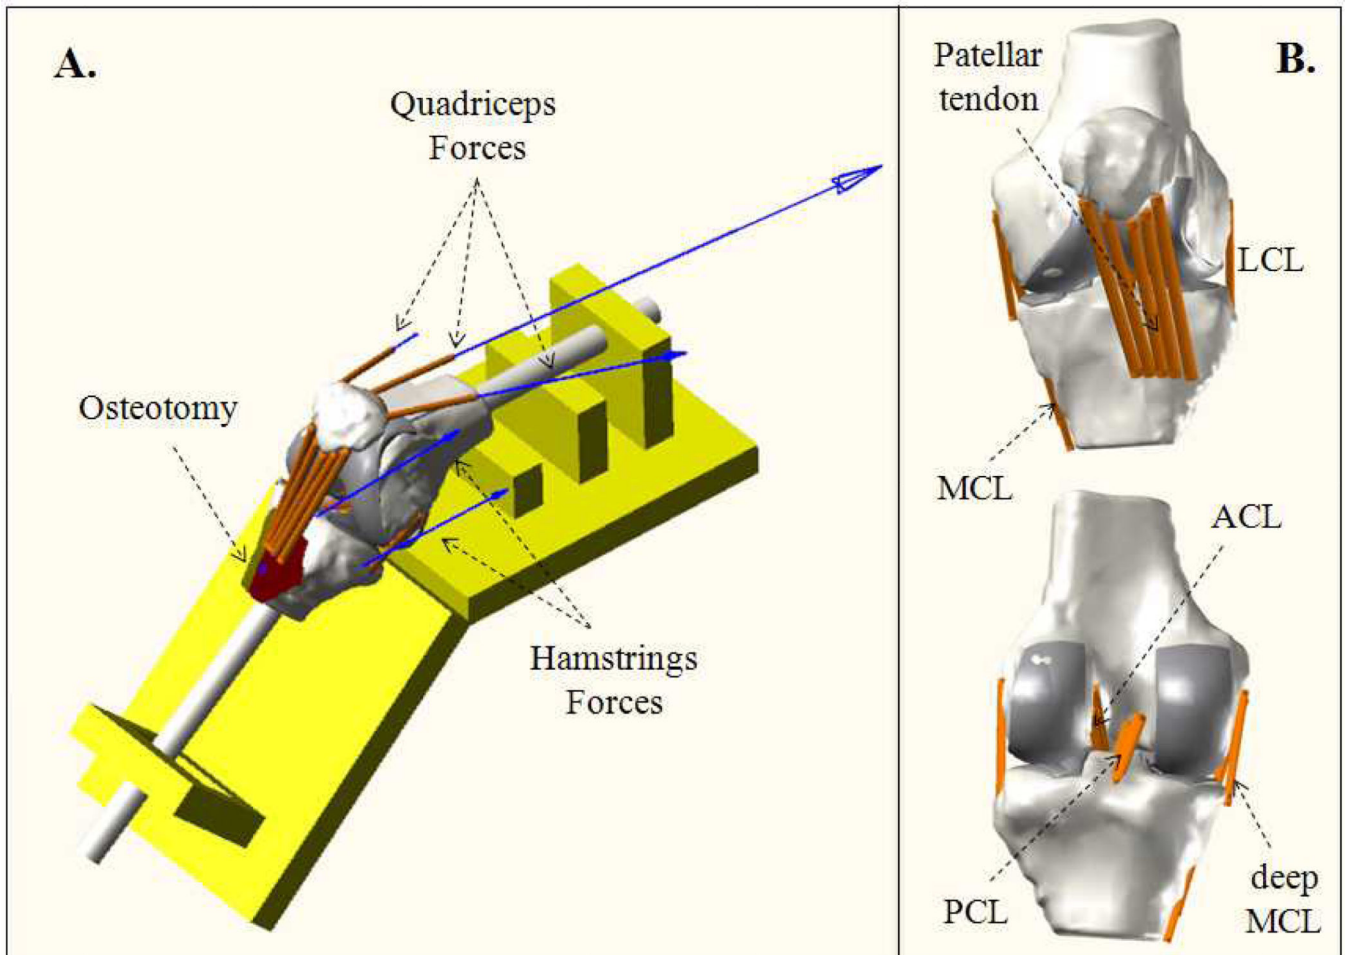 A.
Quadriceps
Forces
Osteotomy
Hamstrings
Forces
B.
Patellar
tendon
LCL
MCL
ACL
PCL
deep
MCL